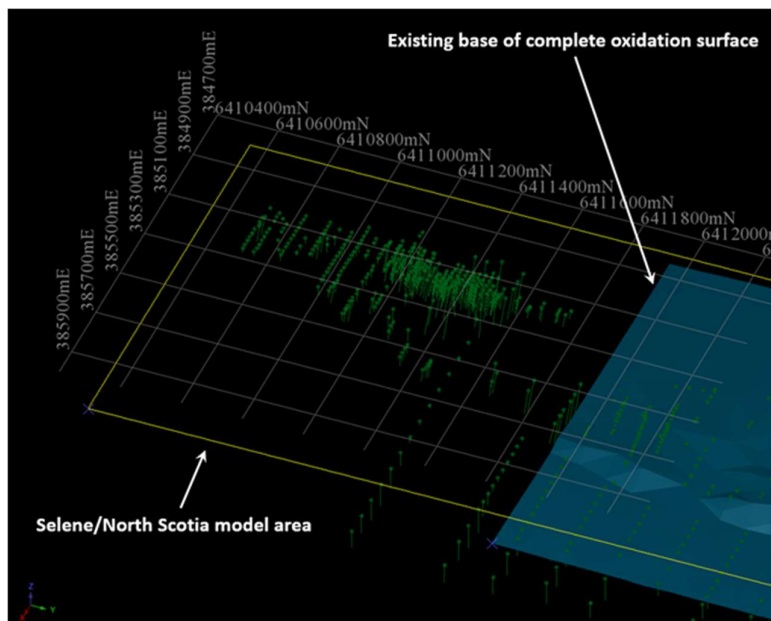 Existing base of complete oxidation surface
384700mE
384900mE
385100mE
385300mE
385500mE
385700mE
385900mE
6410400mN
6410600mN
6410800mN
6411000mN
6411200mN
6411400mN
6411600mN
6411800mN
6412000m
Selene/North Scotia model area
Z
Y